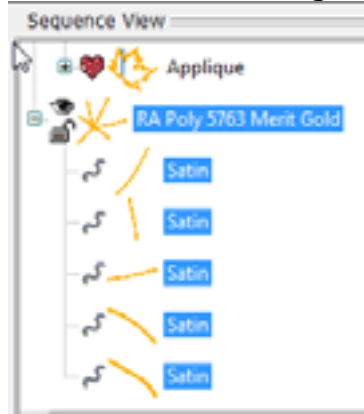 Sequence View
Applique
RA Poly 5763 Merit Gold
Satin
Satin
Satin
Satin
Satin